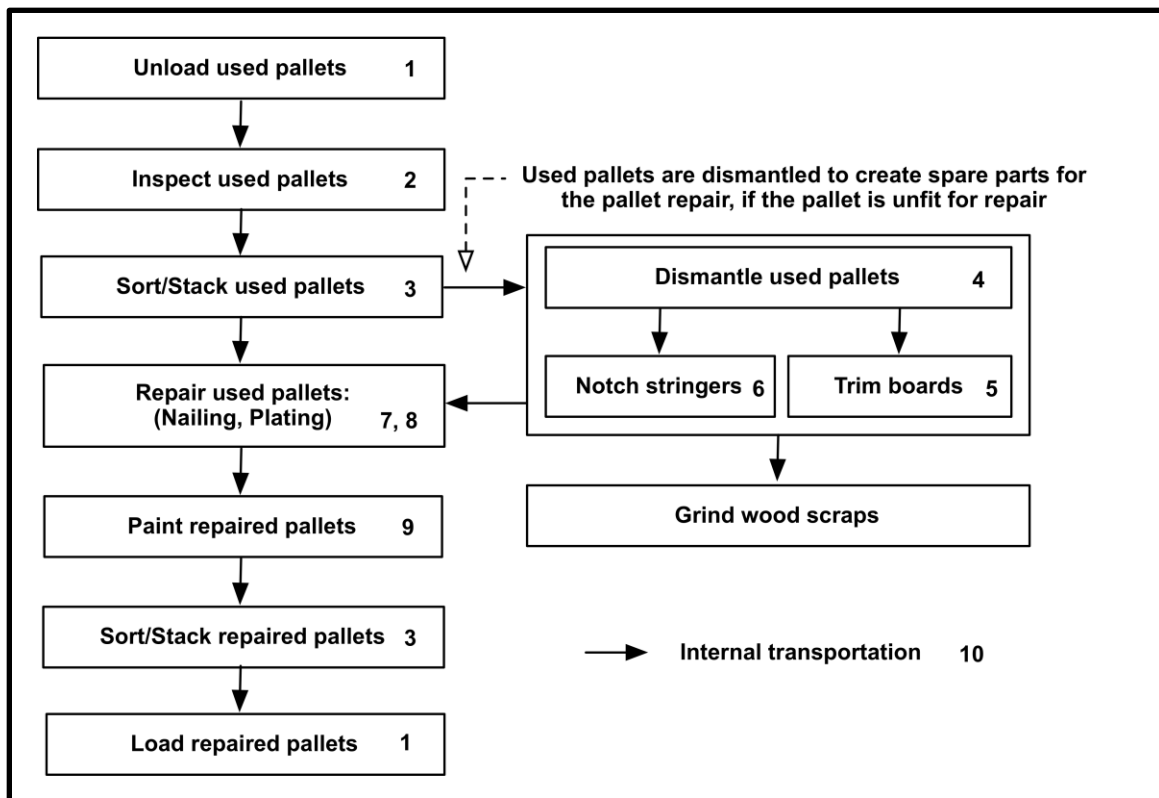 Unload used pallets 1
Inspect used pallets 2
Used pallets are dismantled to create spare parts for
the pallet repair, if the pallet is unfit for repair
Sort/Stack used pallets 3
Dismantle used pallets 4
Notch stringers 6
Trim boards 5
Repair used pallets:
(Nailing, Plating) 7, 8
Grind wood scraps
Paint repaired pallets 9
Sort/Stack repaired pallets 3
Internal transportation 10
Load repaired pallets 1